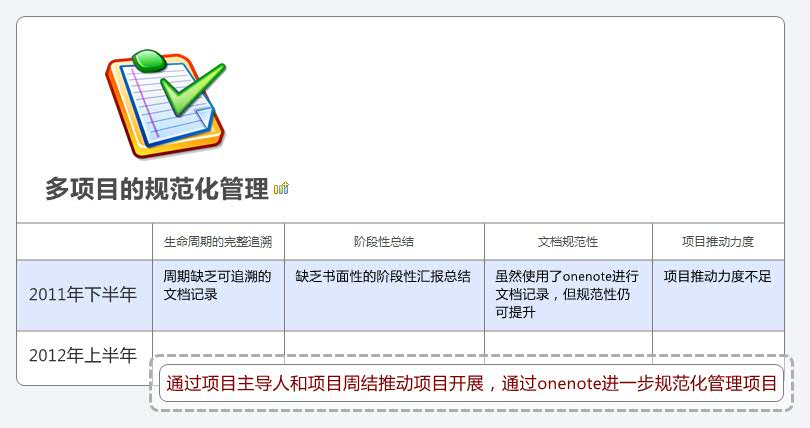 多项目的规范化管理
生命周期的完整追溯 阶段性总结 文档规范性 项目推动力度
2011年下半年
周期缺乏可追溯的
文档记录
缺乏书面性的阶段性汇报总结
虽然使用了onenote进行
文档记录，但规范性仍
可提升
项目推动力度不足
2012年上半年
通过项目主导人和项目周结推动项目开展，通过onenote进一步规范化管理项目